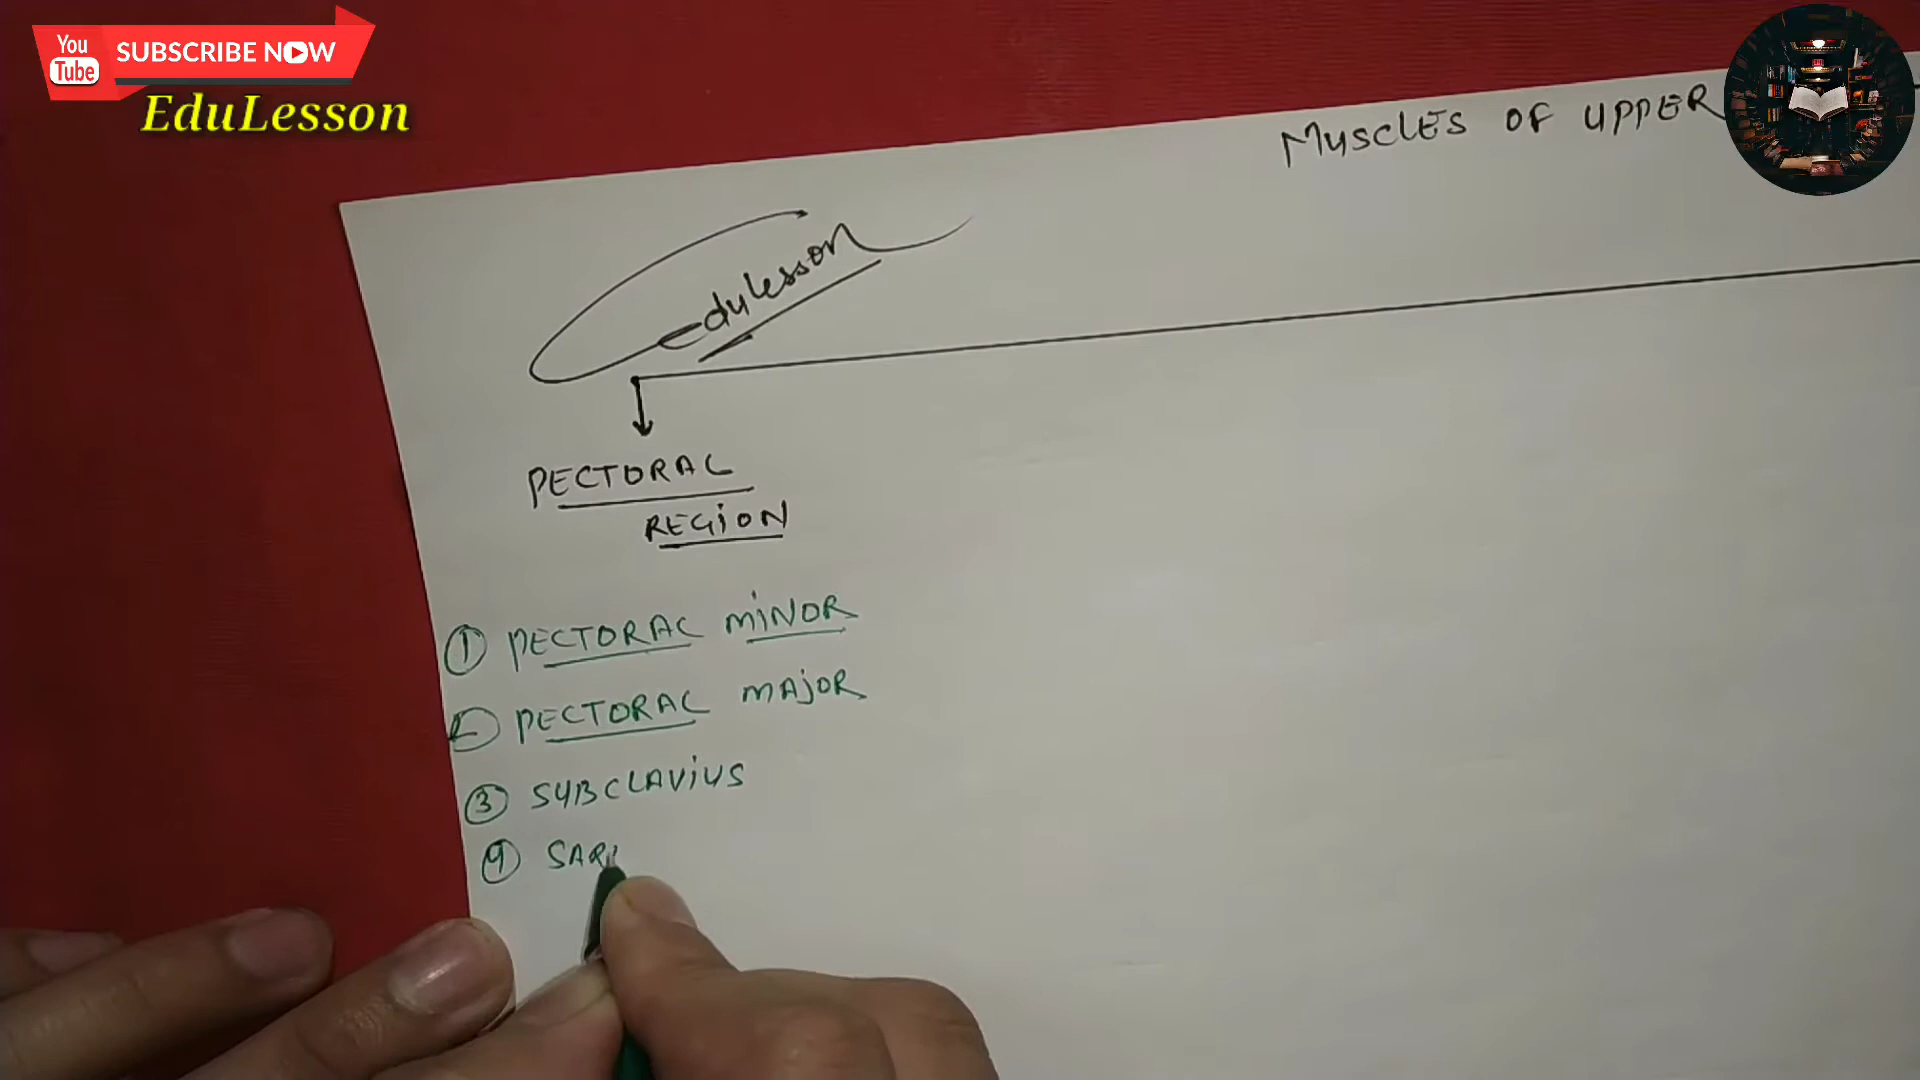 You
Tube
SUBSCRIBE NOW
EduLesson
MUSCLES OF UPPER
Edulesson
PECTORAL
REGION
① PECTORAL MINOR
② PECTORAL MAJOR
③ SUBCLAVIUS
④ SAR